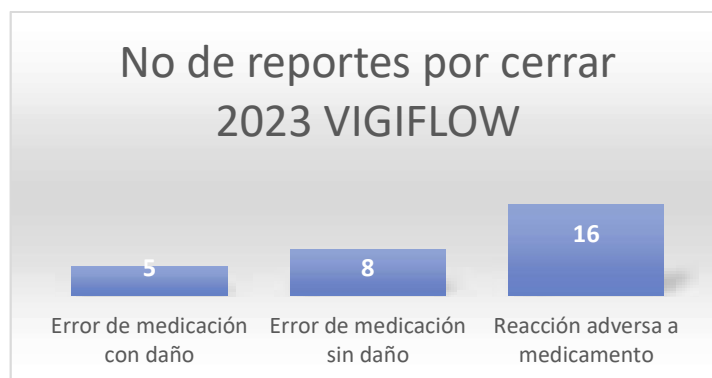 No de reportes por cerrar
2023 VIGIFLOW
5
8
16
Error de medicación
con daño
Error de medicación
sin daño
Reacción adversa a
medicamento